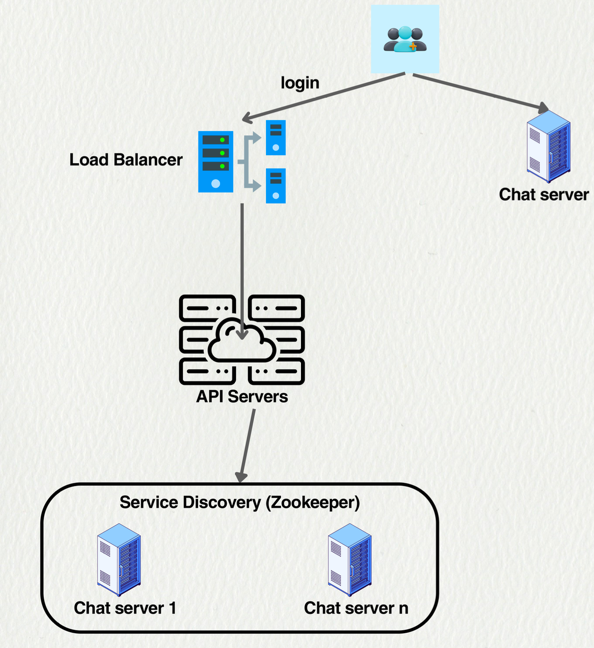 login
Load Balancer
Chat server
API Servers
Service Discovery (Zookeeper)
Chat server 1
Chat server n